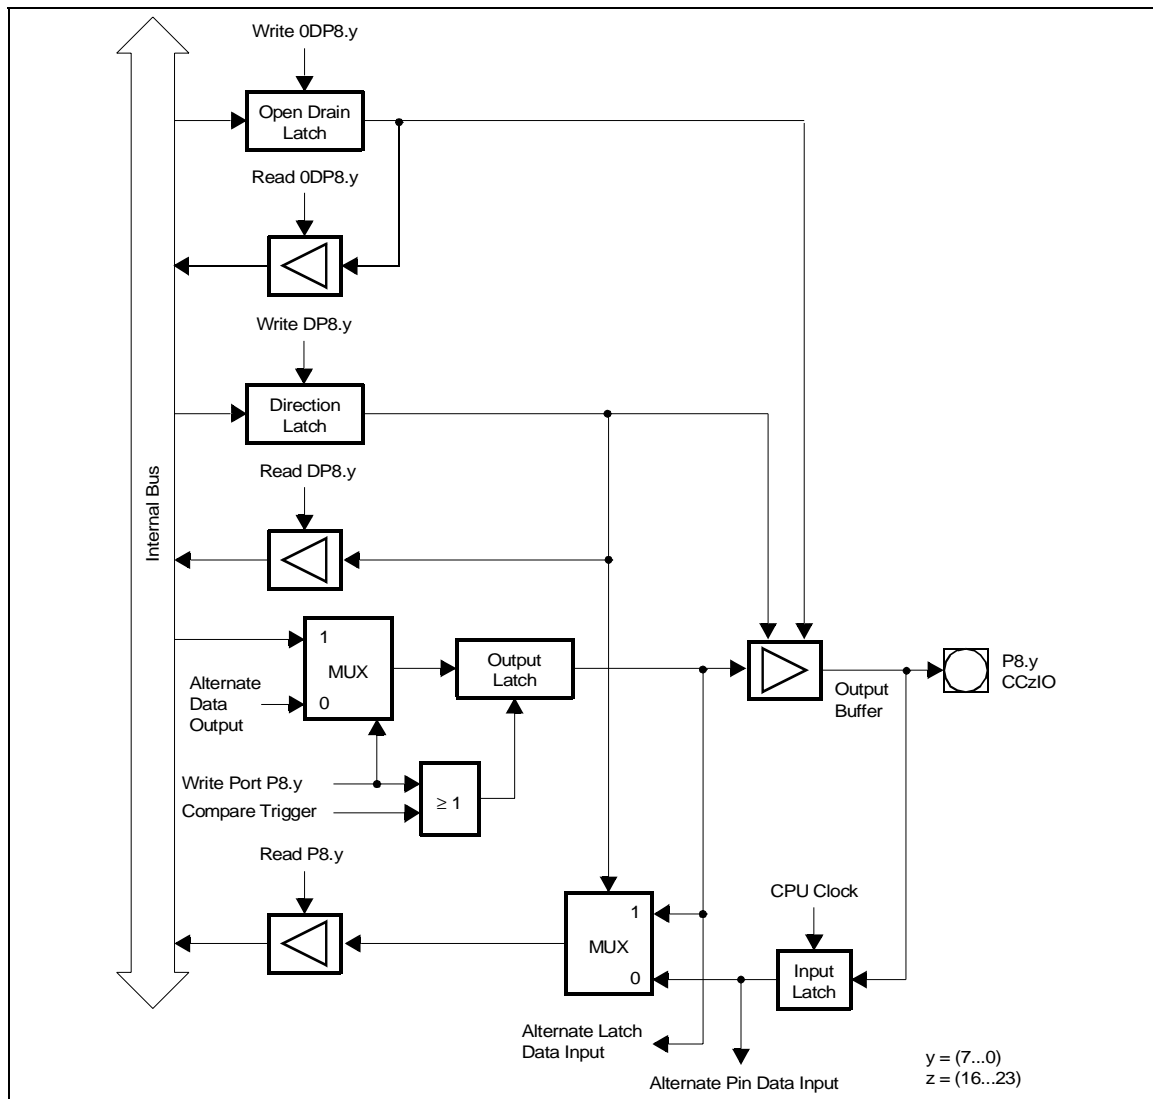 Write 0DP8.y
Open Drain
Latch
Read 0DP8.y
Write DP8.y
Direction
Latch
Read DP8.y
Internal Bus
1
MUX
0
Alternate
Data
Output
Output
Latch
Output
Buffer
P8.y
CCzIO
Write Port P8.y
Compare Trigger
≥ 1
Read P8.y
1
MUX
0
CPU Clock
Input
Latch
Alternate Latch
Data Input
Alternate Pin Data Input
y = (7...0)
z = (16...23)